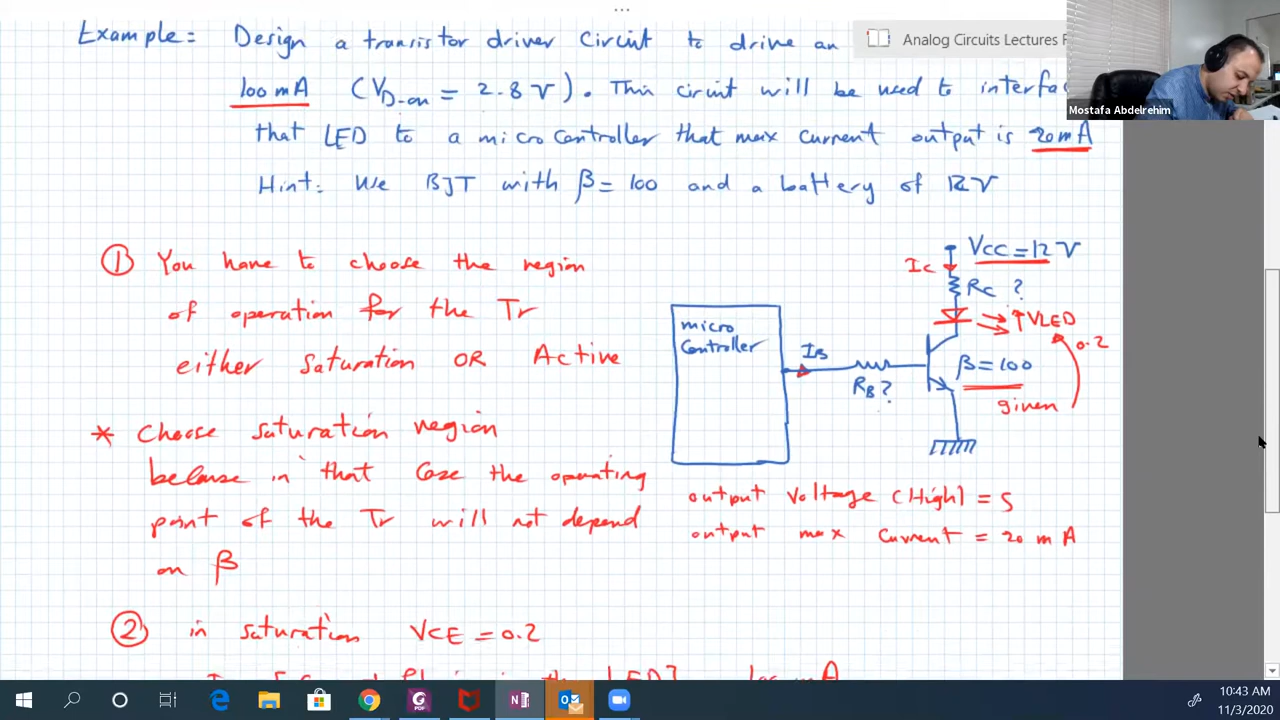 ...
Example: Design a transistor driver circuit to drive an
Analog Circuits Lectures F
100 mA (VD-on = 2.8 V). This circuit will be used to interfac
Mostafa Abdelrehim
that LED to a micro Controller that max current output is 20 mA
Hint: Use BJT with β = 100 and a battery of 12 V
① You have to choose the region
of operation for the Tr
either Saturation OR Active
* Choose saturation region
because in that Case the operating
point of the Tr will not depend
on β
VCC = 12 V
IC
RC ?
VLED
0.2
micro
Controller
IB
RB ?
β = 100
given
output voltage (High) = 5
output max current = 20 mA
② in saturation VCE = 0.2
10:43 AM
11/3/2020